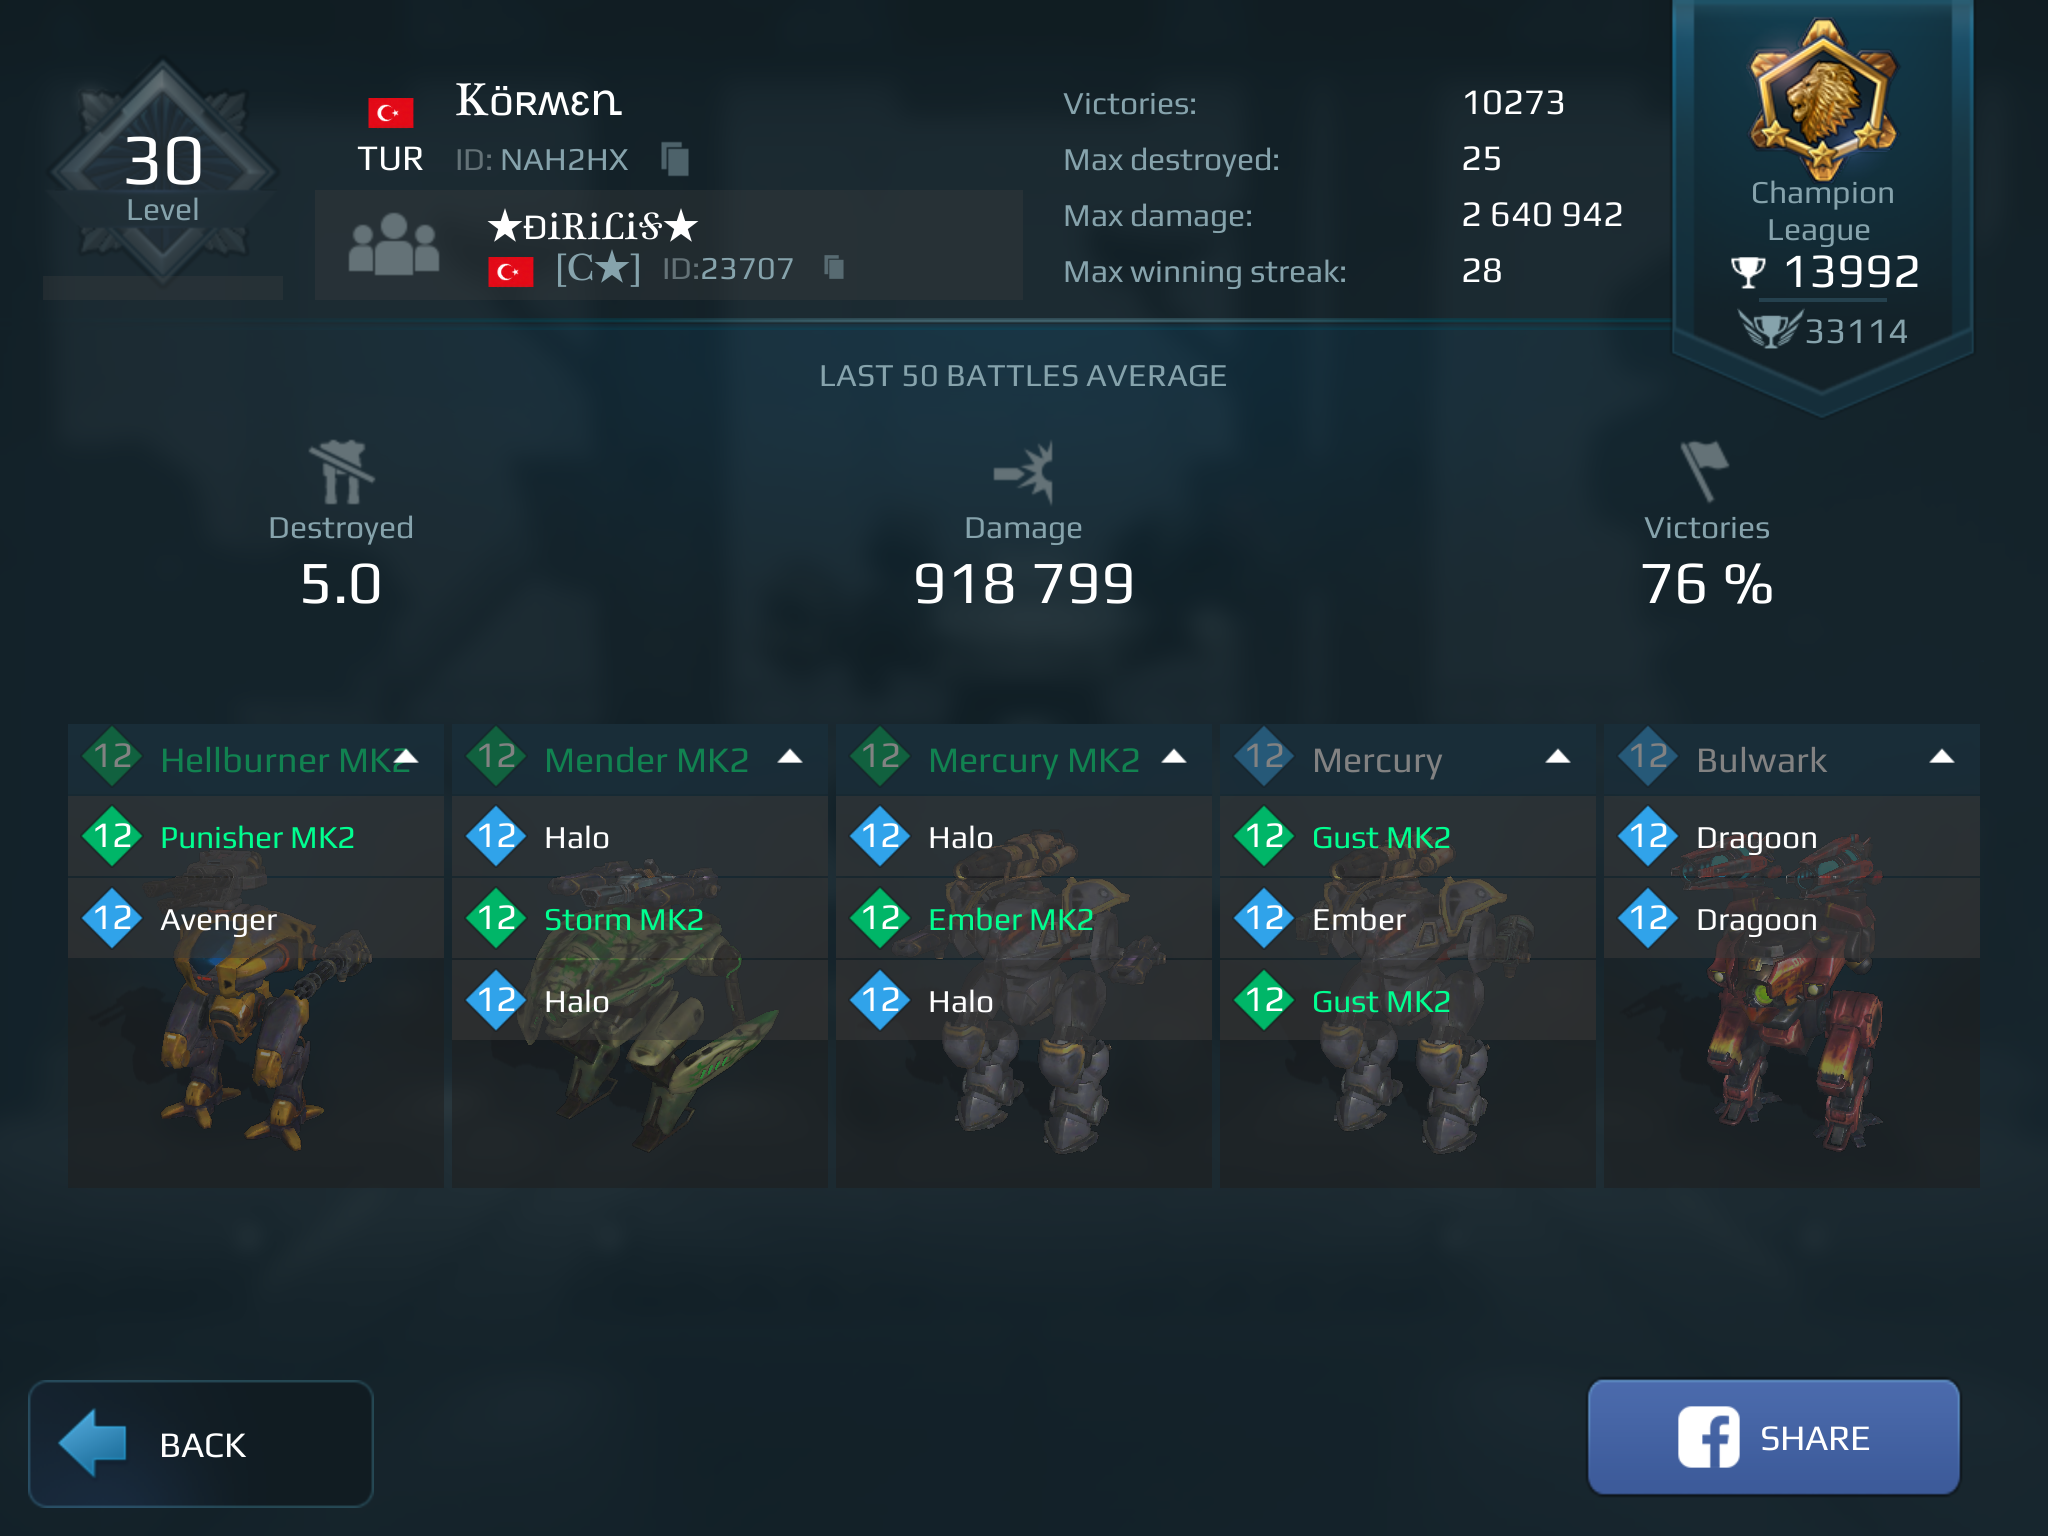 30
Level
TUR
Körмεn
ID: NAH2HX
★ĐiRiLiS★
[C★] ID:23707
Victories: 10273
Max destroyed: 25
Max damage: 2 640 942
Max winning streak: 28
Champion
League
13992
33114
LAST 50 BATTLES AVERAGE
Destroyed
5.0
Damage
918 799
Victories
76 %
12 Hellburner MK2
12 Punisher MK2
12 Avenger
12 Mender MK2
12 Halo
12 Storm MK2
12 Halo
12 Mercury MK2
12 Halo
12 Ember MK2
12 Halo
12 Mercury
12 Gust MK2
12 Ember
12 Gust MK2
12 Bulwark
12 Dragoon
12 Dragoon
BACK
SHARE